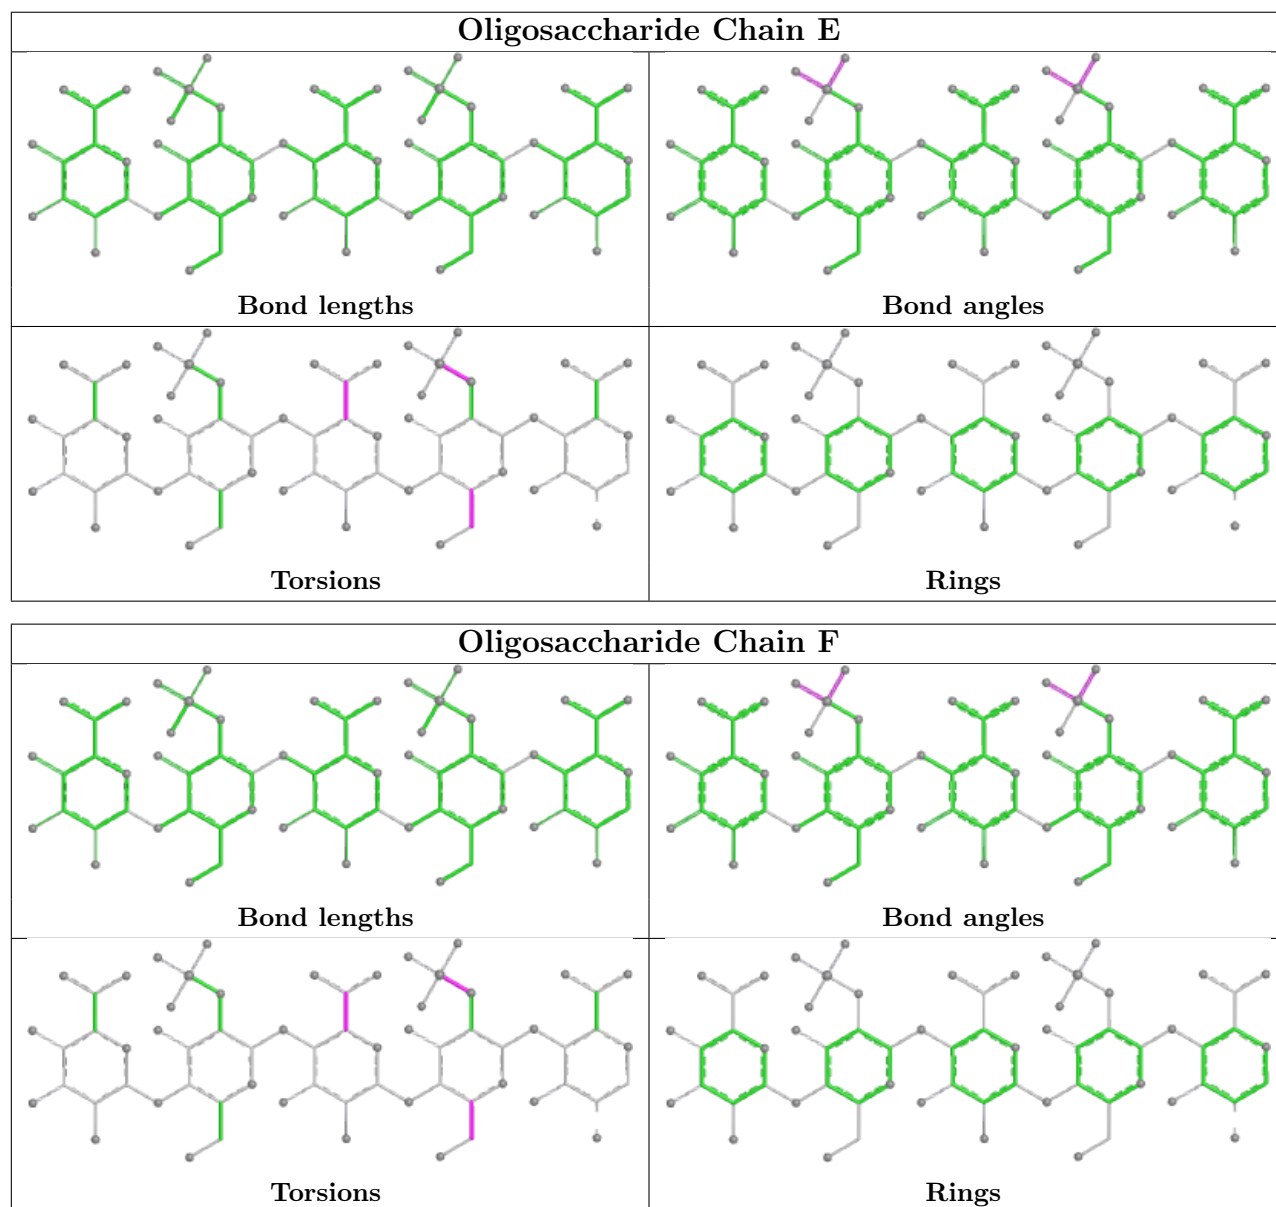 Oligosaccharide Chain E
Bond lengths
Bond angles
Torsions
Rings
Oligosaccharide Chain F
Bond lengths
Bond angles
Torsions
Rings